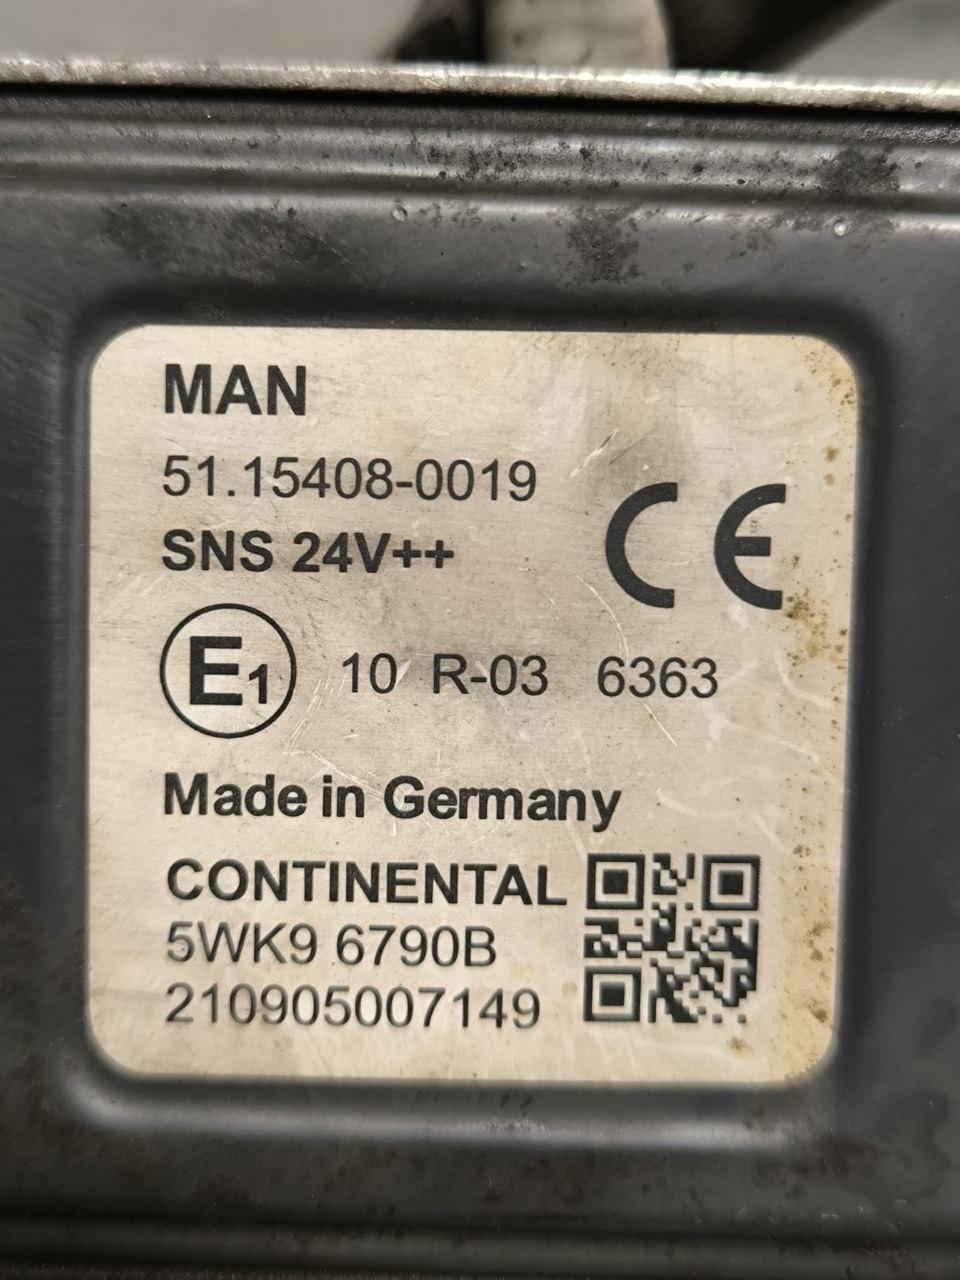 MAN
51.15408-0019
SNS 24V++
CE
E1 10 R-03 6363
Made in Germany
CONTINENTAL
5WK9 6790B
210905007149